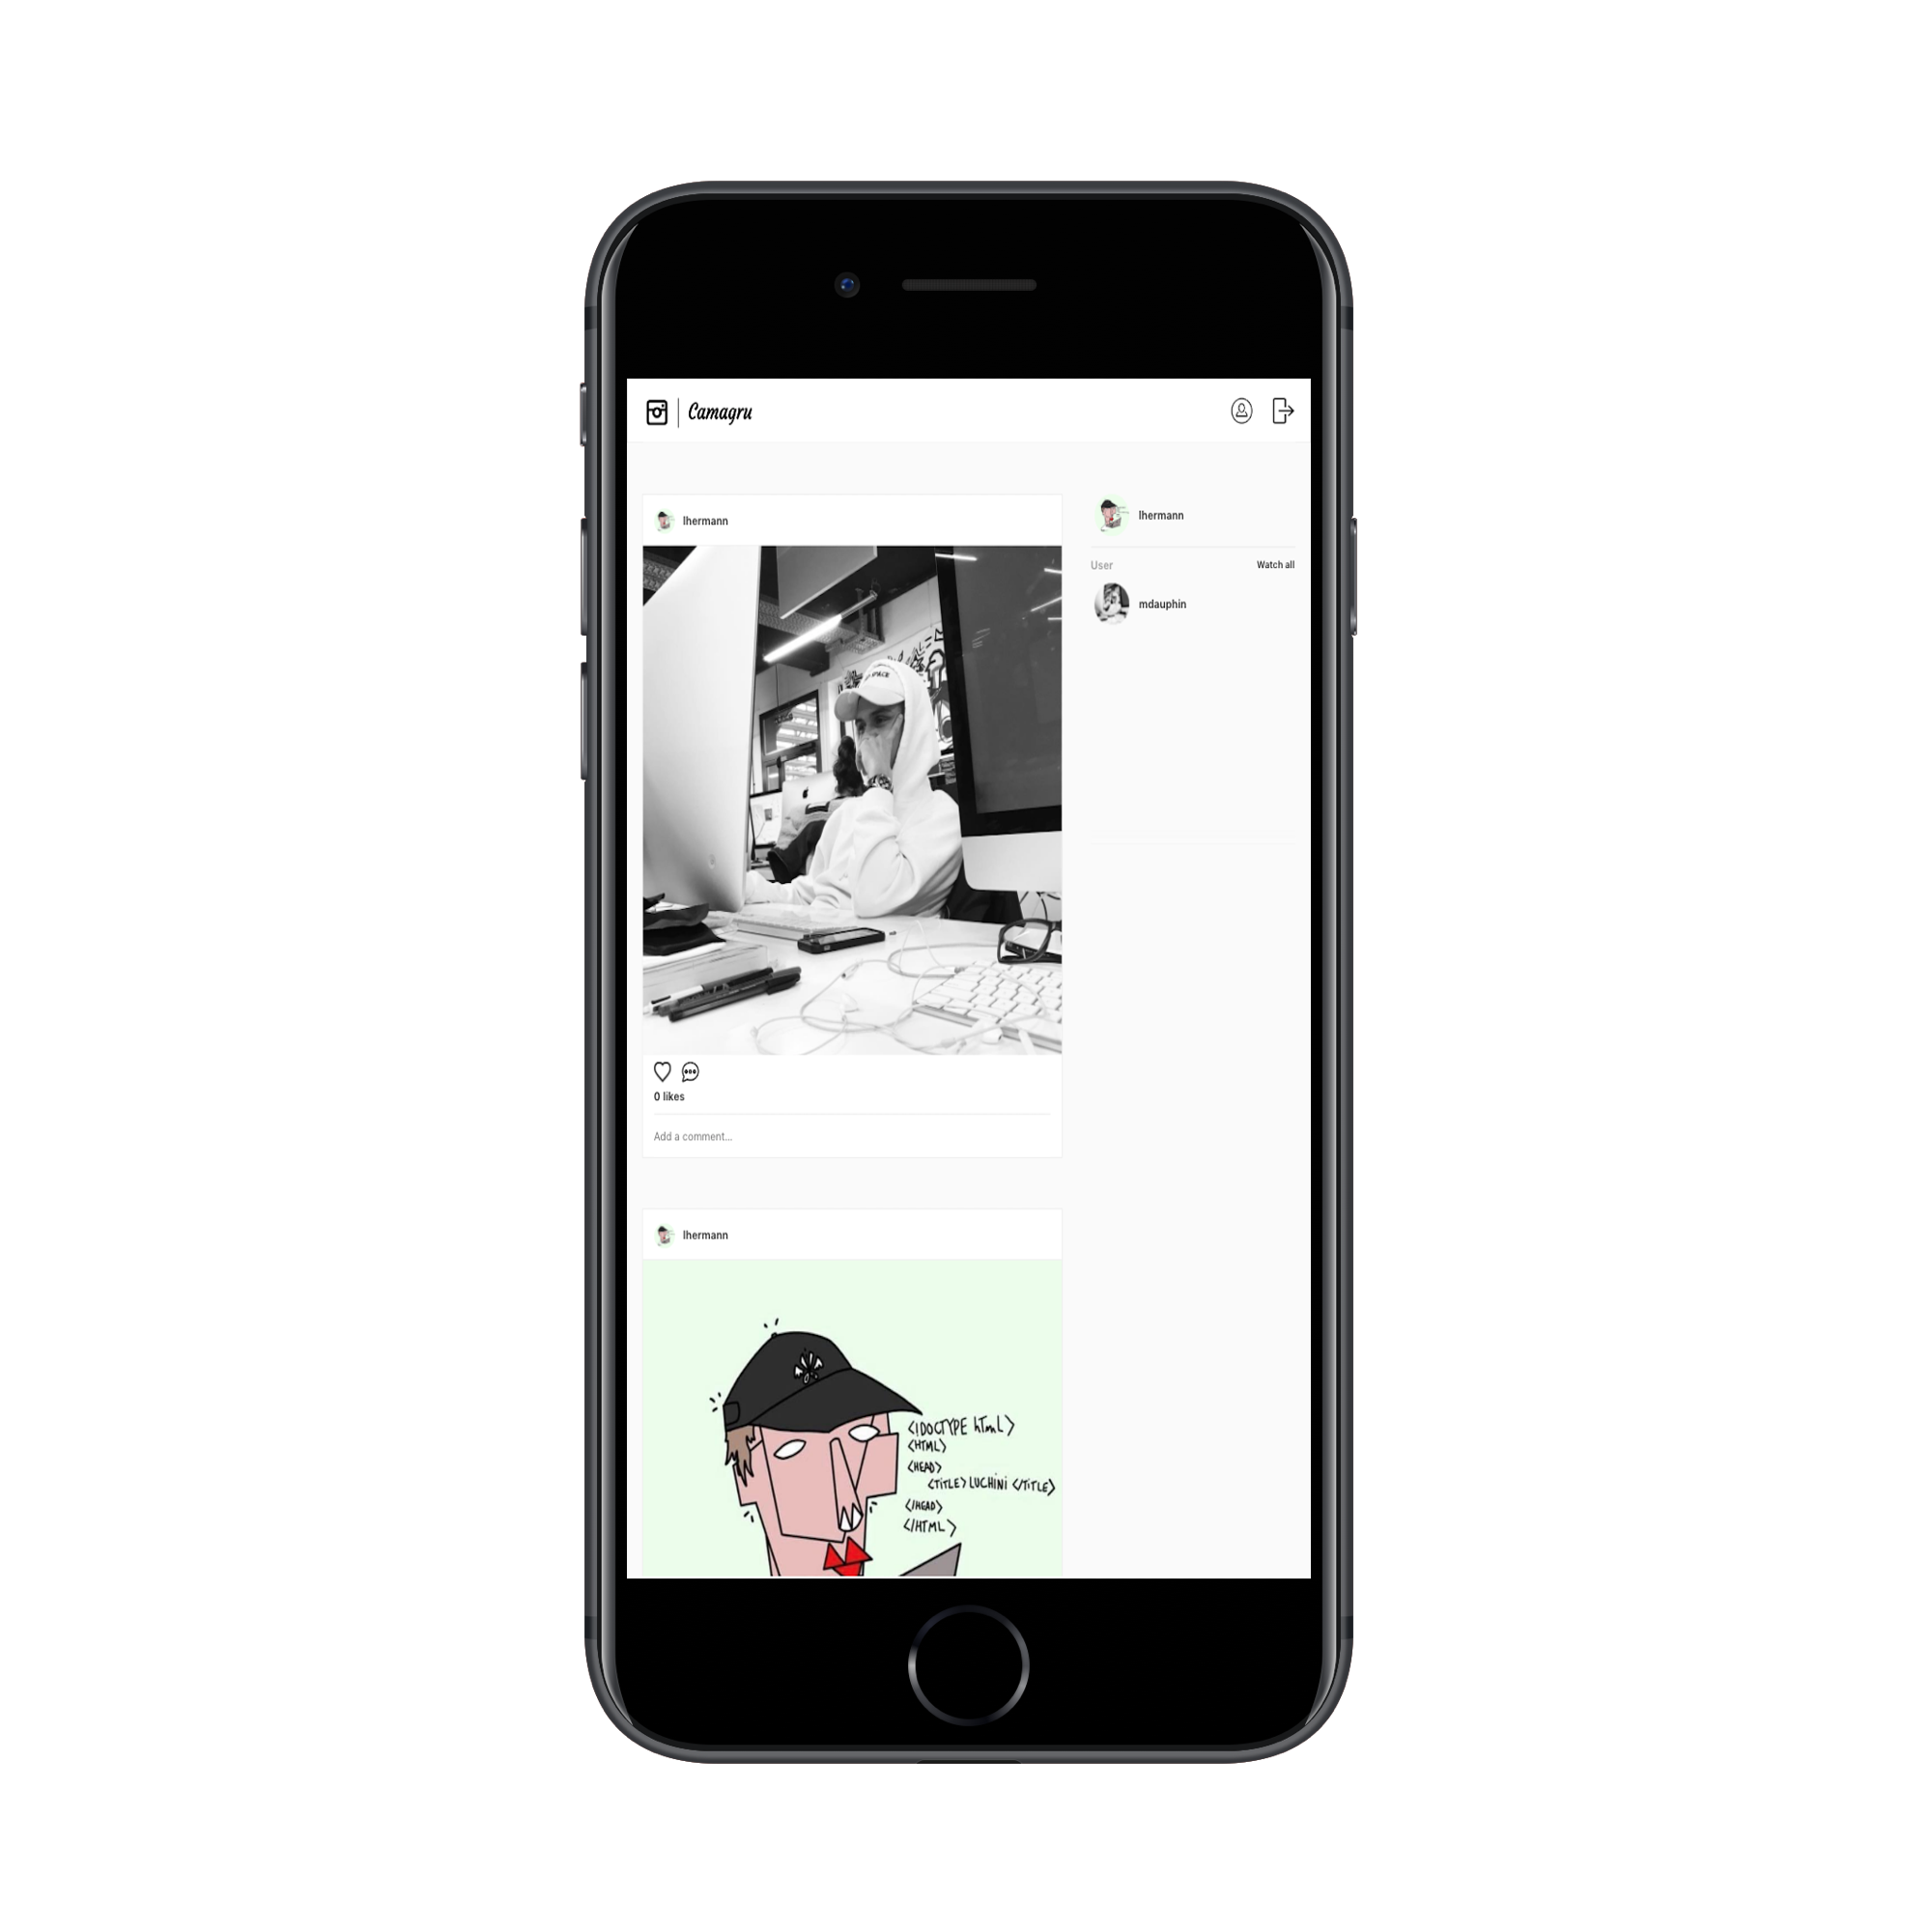 Camagru
lhermann
0 likes
Add a comment...
lhermann
<!DOCTYPE hTmL>
<HTML>
<HEAD>
<TiTLE> LUCHiNi </TiTLE>
</HEAD>
</HTML>
lhermann
User Watch all
mdauphin